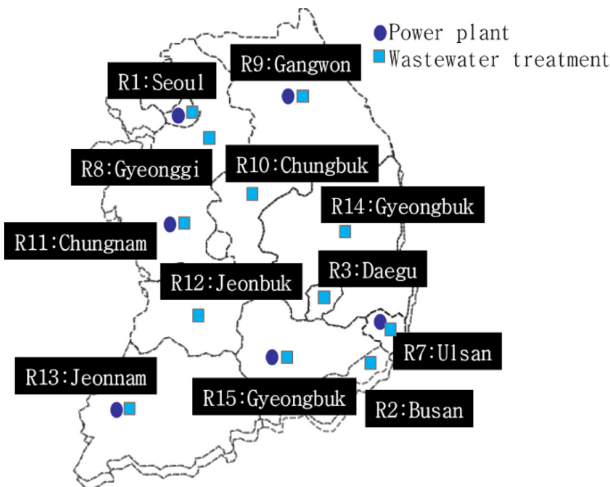 Power plant
Wastewater treatment
R9:Gangwon
R1:Seoul
R8:Gyeonggi
R10:Chungbuk
R14:Gyeongbuk
R11:Chungnam
R3:Daegu
R12:Jeonbuk
R7:Ulsan
R13:Jeonnam
R15:Gyeongbuk
R2:Busan